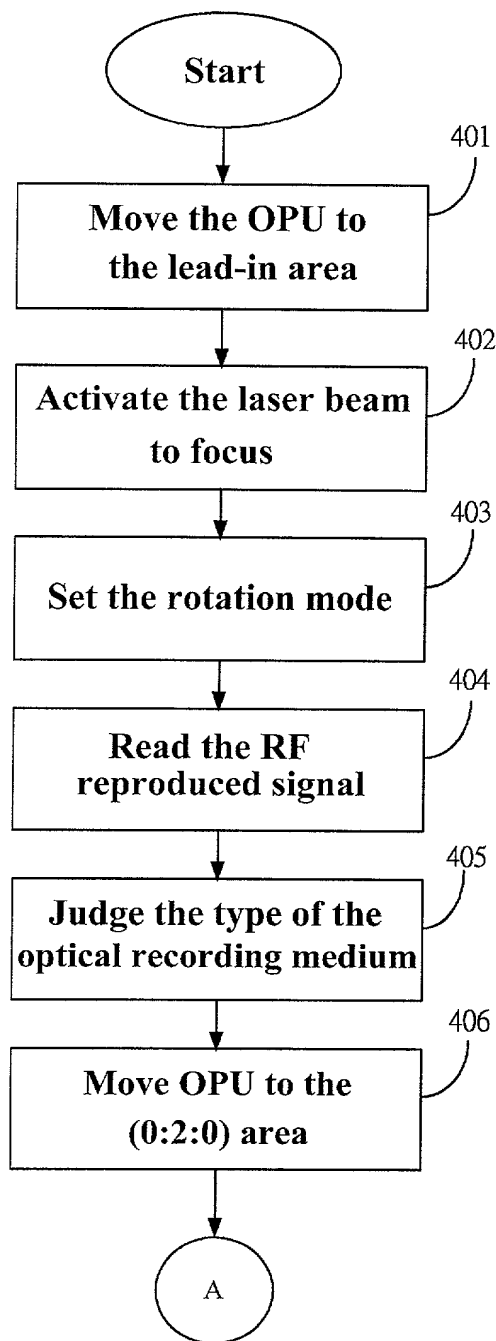 Start
401
Move the OPU to
the lead-in area
402
Activate the laser beam
to focus
403
Set the rotation mode
404
Read the RF
reproduced signal
405
Judge the type of the
optical recording medium
406
Move OPU to the
(0:2:0) area
A